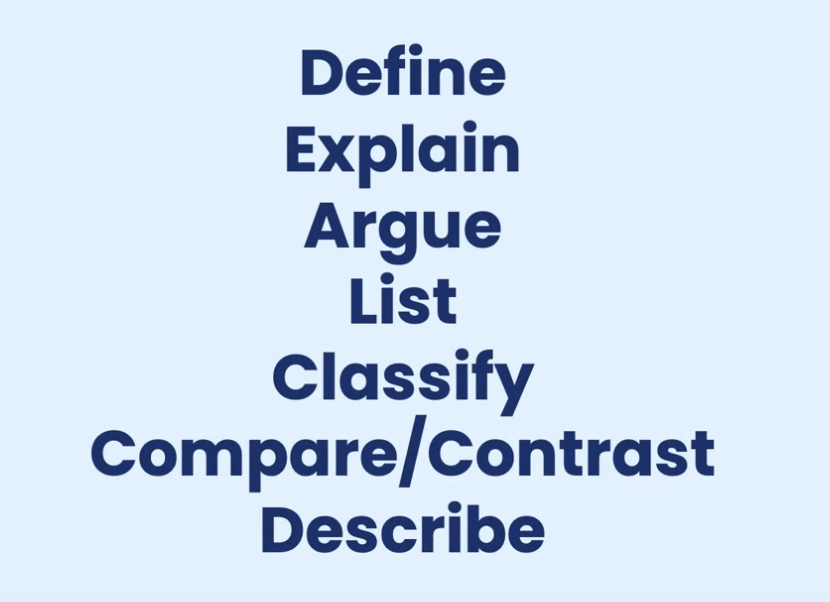 Define
Explain
Argue
List
Classify
Compare/Contrast
Describe